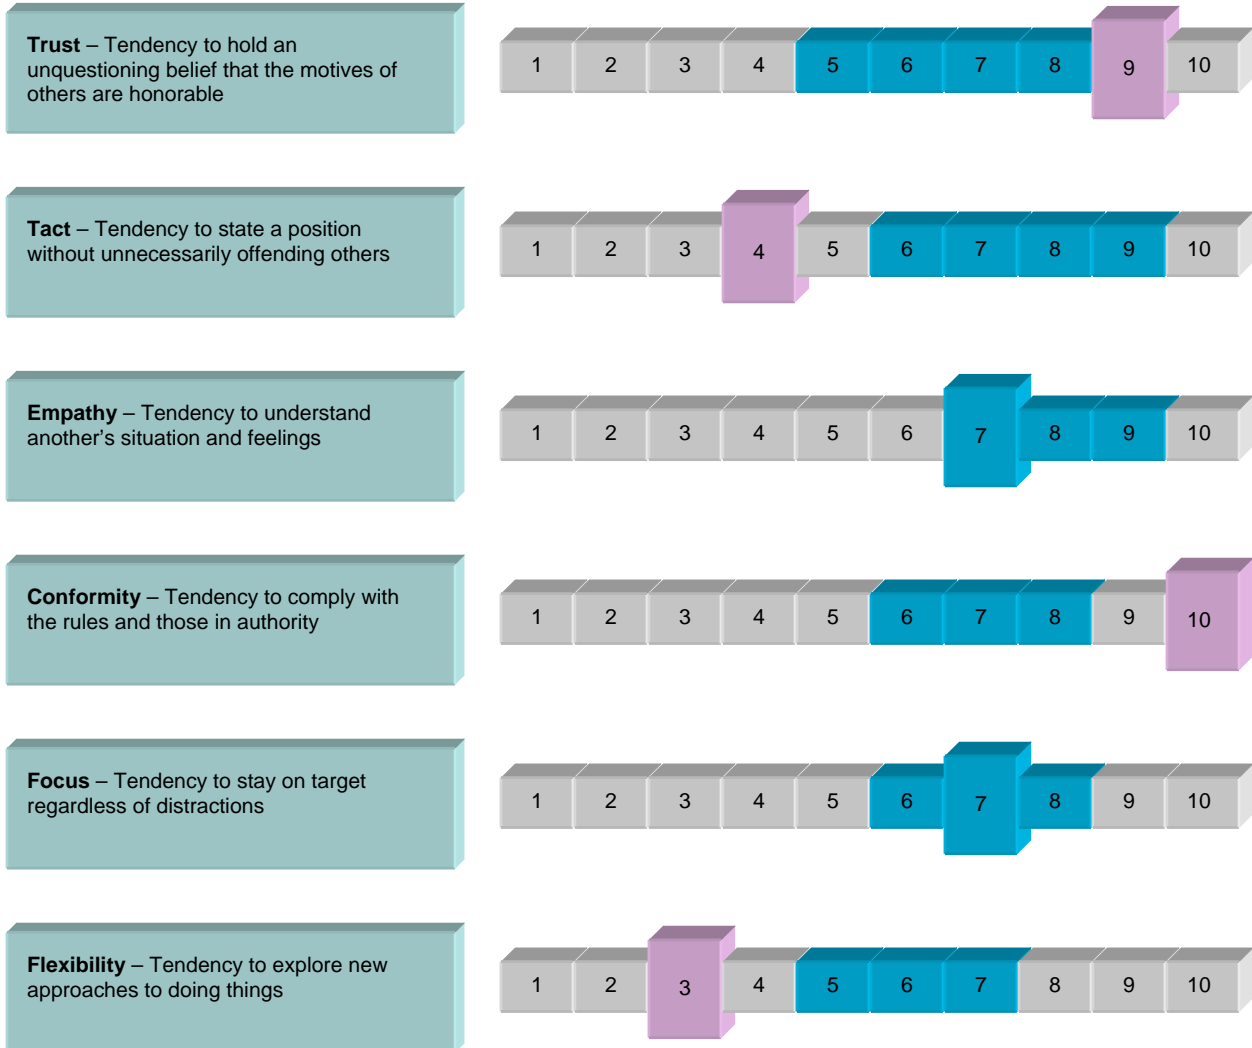 Trust – Tendency to hold an
unquestioning belief that the motives of
others are honorable
1 2 3 4 5 6 7 8 9 10
Tact – Tendency to state a position
without unnecessarily offending others
1 2 3 4 5 6 7 8 9 10
Empathy – Tendency to understand
another’s situation and feelings
1 2 3 4 5 6 7 8 9 10
Conformity – Tendency to comply with
the rules and those in authority
1 2 3 4 5 6 7 8 9 10
Focus – Tendency to stay on target
regardless of distractions
1 2 3 4 5 6 7 8 9 10
Flexibility – Tendency to explore new
approaches to doing things
1 2 3 4 5 6 7 8 9 10